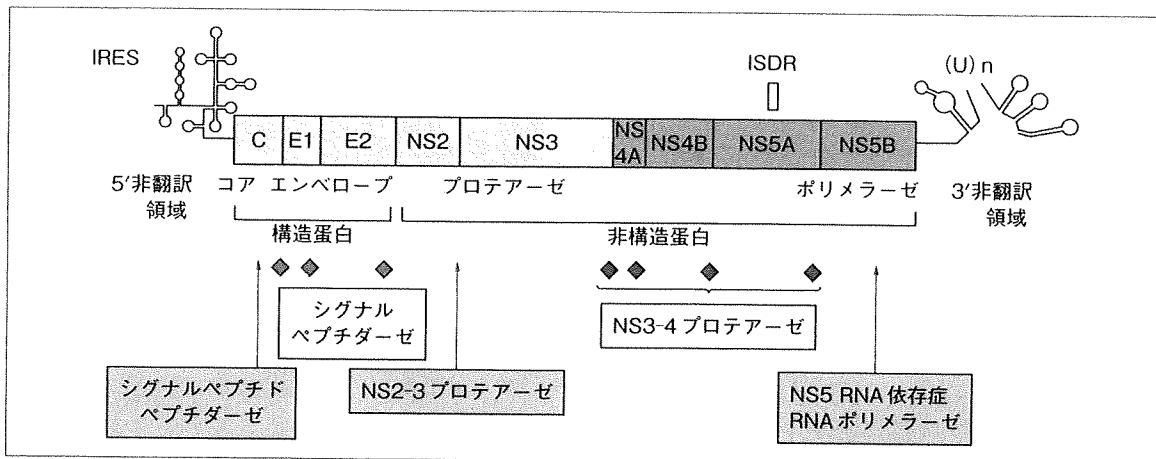 IRES
ISDR
(U) n
C
E1
E2
NS2
NS3
NS
4A
NS4B
NS5A
NS5B
5′非翻訳
領域
コア
エンベロープ
プロテアーゼ
ポリメラーゼ
3′非翻訳
領域
構造蛋白
非構造蛋白
シグナル
ペプチダーゼ
NS3-4 プロテアーゼ
シグナルペプチド
ペプチダーゼ
NS2-3 プロテアーゼ
NS5 RNA 依存症
RNA ポリメラーゼ